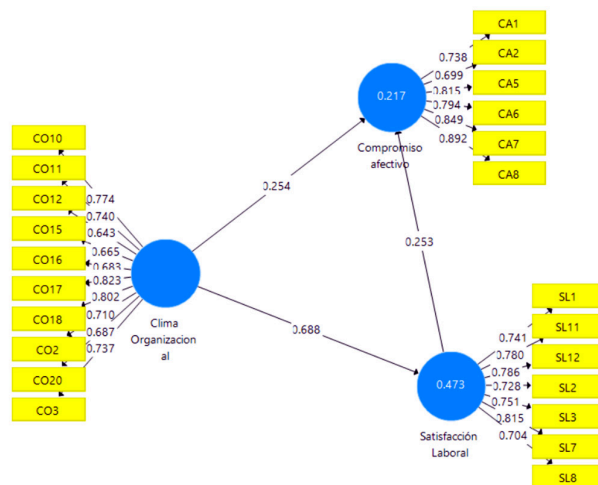 CA1
CA2
CA5
CA6
CA7
CA8
0.738
0.699
0.815
0.794
0.849
0.892
0.217
Compromiso
afectivo
CO10
CO11
CO12
CO15
CO16
CO17
CO18
CO2
CO20
CO3
0.774
0.740
0.643
0.665
0.683
0.823
0.802
0.710
0.687
0.737
Clima
Organizacion
al
0.254
0.253
0.688
0.473
Satisfacción
Laboral
0.741
0.780
0.786
0.728
0.751
0.815
0.704
SL1
SL11
SL12
SL2
SL3
SL7
SL8